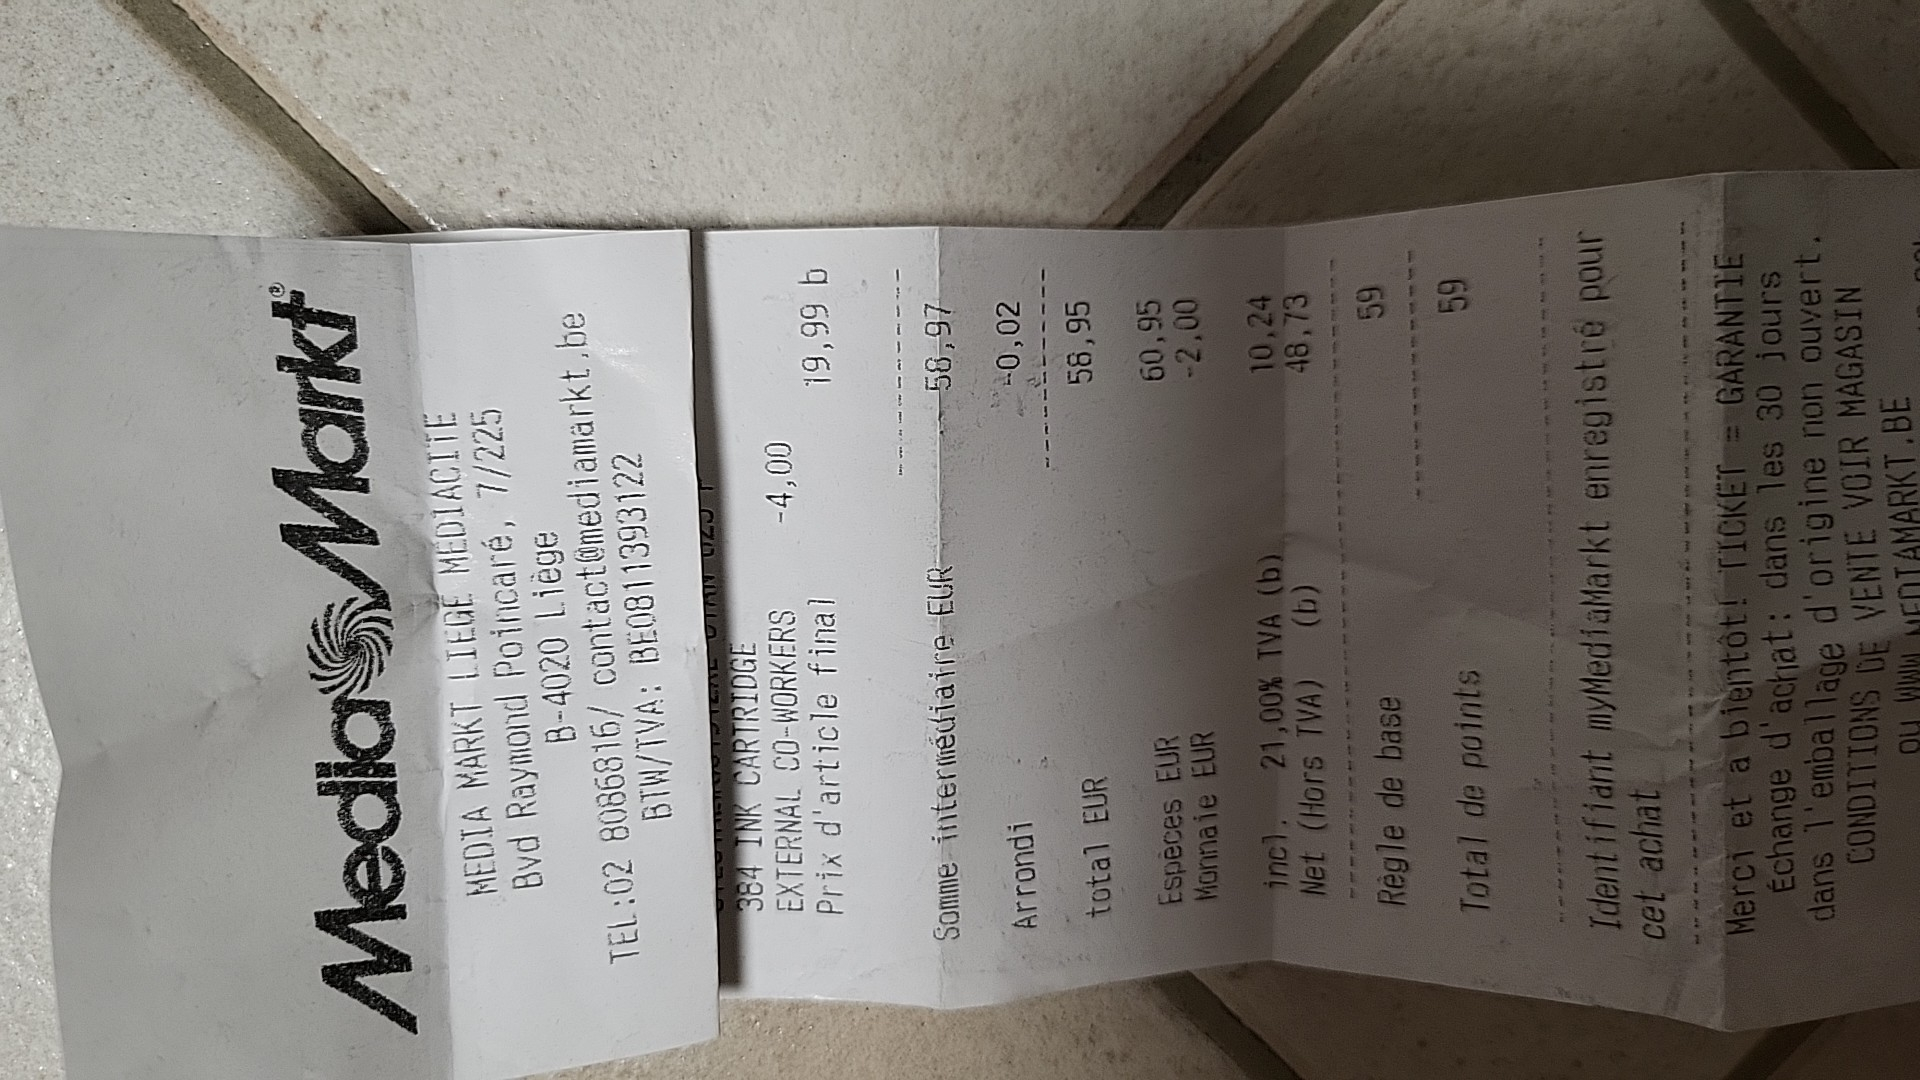 MediaMarkt®
MEDIA MARKT LIEGE MEDIACITE
Bvd Raymond Poincaré, 7/225
B-4020 Liège
TEL:02 8086816/ contact@mediamarkt.be
BTW/TVA: BE0811393122
384 INK CARTRIDGE
EXTERNAL CO-WORKERS -4,00
Prix d'article final 19,99 b
Somme intermédiaire EUR 58,97
Arrondi -0,02
total EUR 58,95
Espèces EUR 60,95
Monnaie EUR -2,00
incl. 21,00% TVA (b) 10,24
Net (Hors TVA) (b) 48,73
Règle de base 59
Total de points 59
Identifiant myMediaMarkt enregistré pour
cet achat
Merci et à bientôt! TICKET = GARANTIE
Échange d'achat: dans les 30 jours
dans l'emballage d'origine non ouvert.
CONDITIONS DE VENTE VOIR MAGASIN
OU WWW.MEDIAMARKT.BE